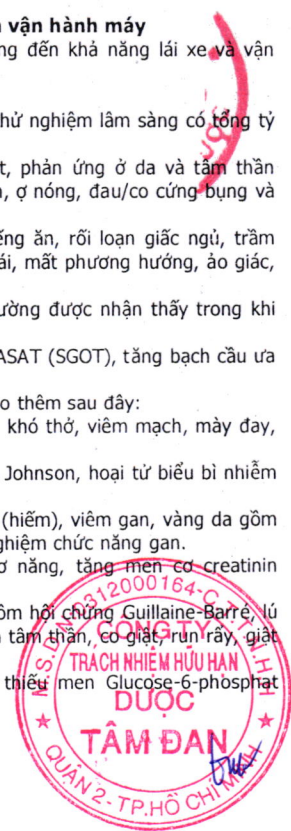 vận hành máy
ng đến khả năng lái xe và vận
hử nghiệm lâm sàng có tổng tỷ
t, phản ứng ở da và tâm thần
, ợ nóng, đau/co cứng bụng và
ếng ăn, rối loạn giấc ngủ, trầm
ái, mất phương hướng, ảo giác,
ường được nhận thấy trong khi
ASAT (SGOT), tăng bạch cầu ưa
o thêm sau đây:
khó thở, viêm mạch, mày đay,
Johnson, hoại tử biểu bì nhiễm
(hiếm), viêm gan, vàng da gồm
ghiệm chức năng gan.
ơ năng, tăng men cơ creatinin
ồm hội chứng Guillaine-Barré, lú
tâm thần, co giật, run rẩy, giật
thiếu men Glucose-6-phosphat
M.S.D.N:0312000164-C.T.T.N.H.H
CÔNG TY
TRÁCH NHIỆM HỮU HẠN
DƯỢC
TÂM ĐAN
QUẬN 2 - TP.HỒ CHÍ MINH